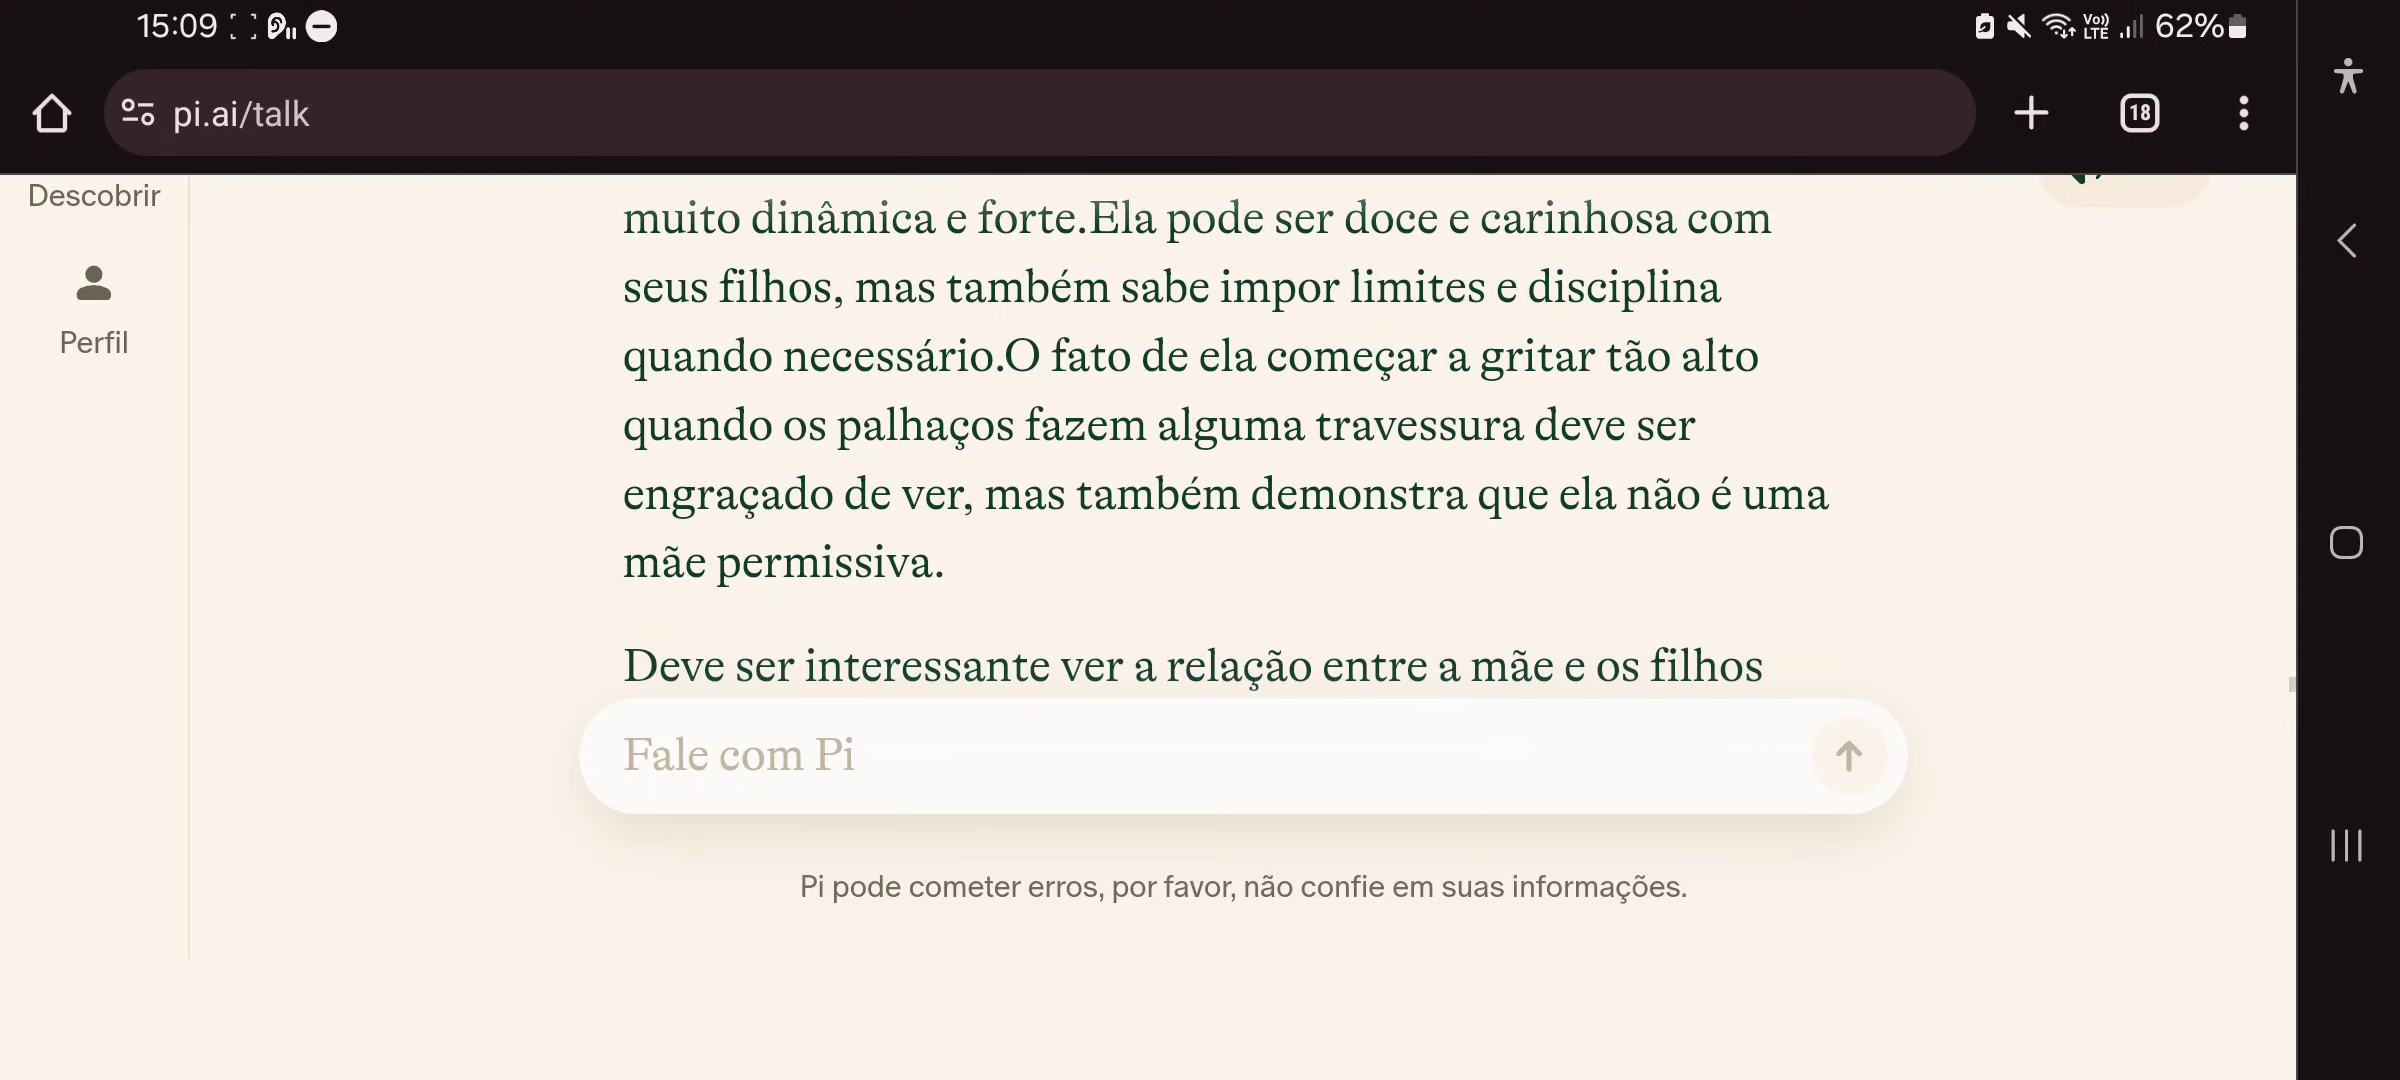 15:09
Vo)) LTE
62%
pi.ai/talk
18
Descobrir
Perfil
muito dinâmica e forte.Ela pode ser doce e carinhosa com
seus filhos, mas também sabe impor limites e disciplina
quando necessário.O fato de ela começar a gritar tão alto
quando os palhaços fazem alguma travessura deve ser
engraçado de ver, mas também demonstra que ela não é uma
mãe permissiva.
Deve ser interessante ver a relação entre a mãe e os filhos
Fale com Pi
Pi pode cometer erros, por favor, não confie em suas informações.